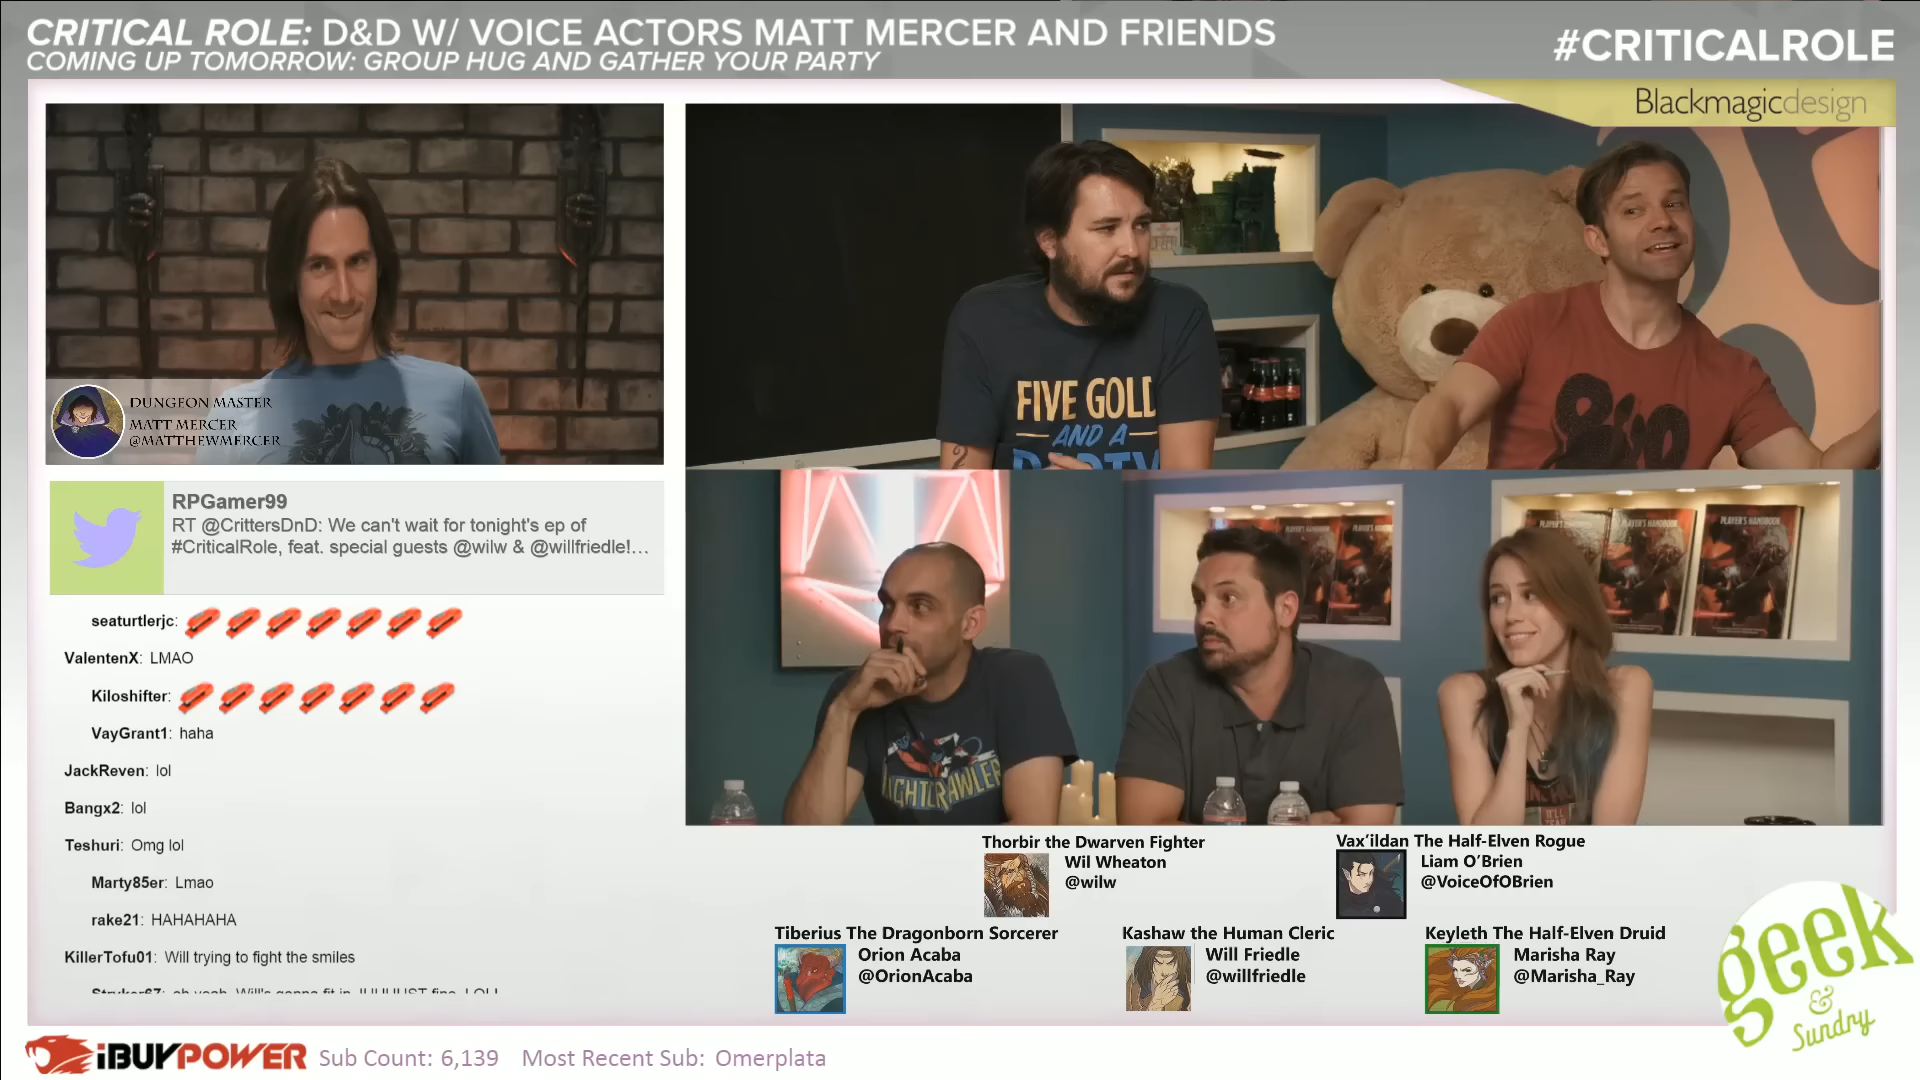 CRITICAL ROLE: D&D W/ VOICE ACTORS MATT MERCER AND FRIENDS
COMING UP TOMORROW: GROUP HUG AND GATHER YOUR PARTY
#CRITICALROLE
Blackmagicdesign
DUNGEON MASTER
MATT MERCER
@MATTHEWMERCER
FIVE GOLD
AND A
PLAYER'S HANDBOOK
PLAYER'S HANDBOOK
RPGamer99
RT @CrittersDnD: We can't wait for tonight's ep of
#CriticalRole, feat. special guests @wilw & @willfriedle!...
seaturtlerjc:
ValentenX: LMAO
Kiloshifter:
VayGrant1: haha
JackReven: lol
Bangx2: lol
Teshuri: Omg lol
Marty85er: Lmao
rake21: HAHAHAHA
KillerTofu01: Will trying to fight the smiles
Thorbir the Dwarven Fighter
Wil Wheaton
@wilw
Vax'ildan The Half-Elven Rogue
Liam O'Brien
@VoiceOfOBrien
Tiberius The Dragonborn Sorcerer
Orion Acaba
@OrionAcaba
Kashaw the Human Cleric
Will Friedle
@willfriedle
Keyleth The Half-Elven Druid
Marisha Ray
@Marisha_Ray
geek
&
Sundry
iBUYPOWER
Sub Count: 6,139 Most Recent Sub: Omerplata